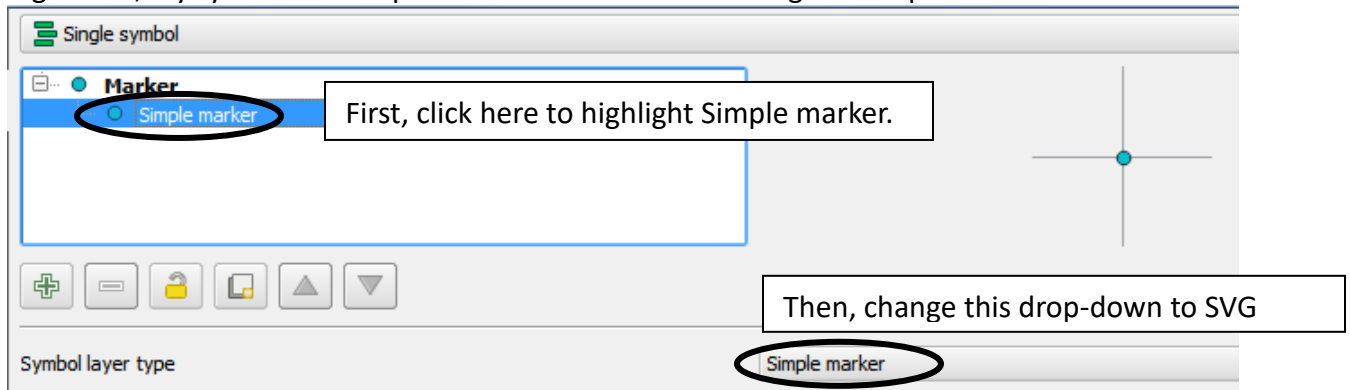 Single symbol
Marker
Simple marker
First, click here to highlight Simple marker.
Then, change this drop-down to SVG
Symbol layer type
Simple marker